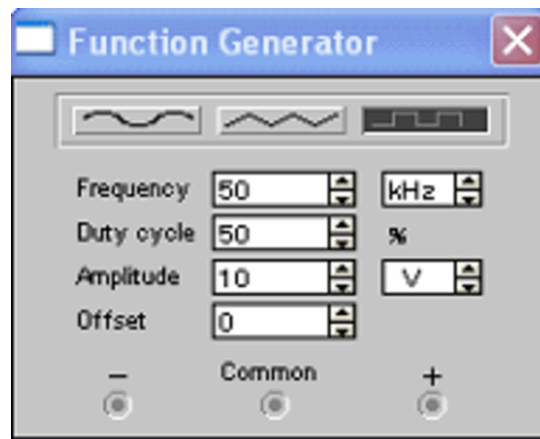 Function Generator
Frequency 50 kHz
Duty cycle 50 %
Amplitude 10 V
Offset 0
− Common +